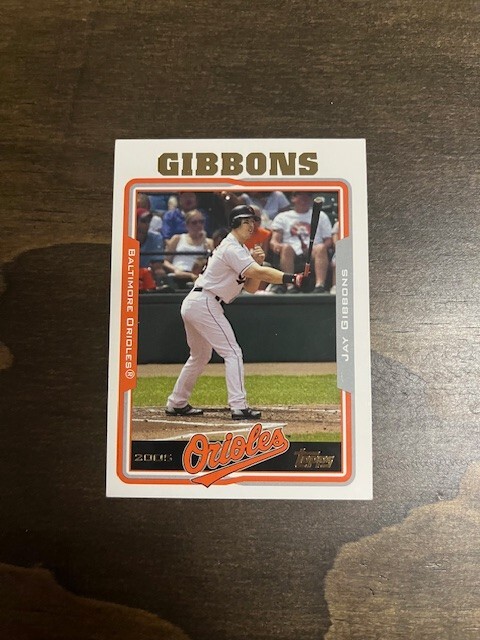 GIBBONS
BALTIMORE ORIOLES®
JAY GIBBONS
2005
Orioles
Topps